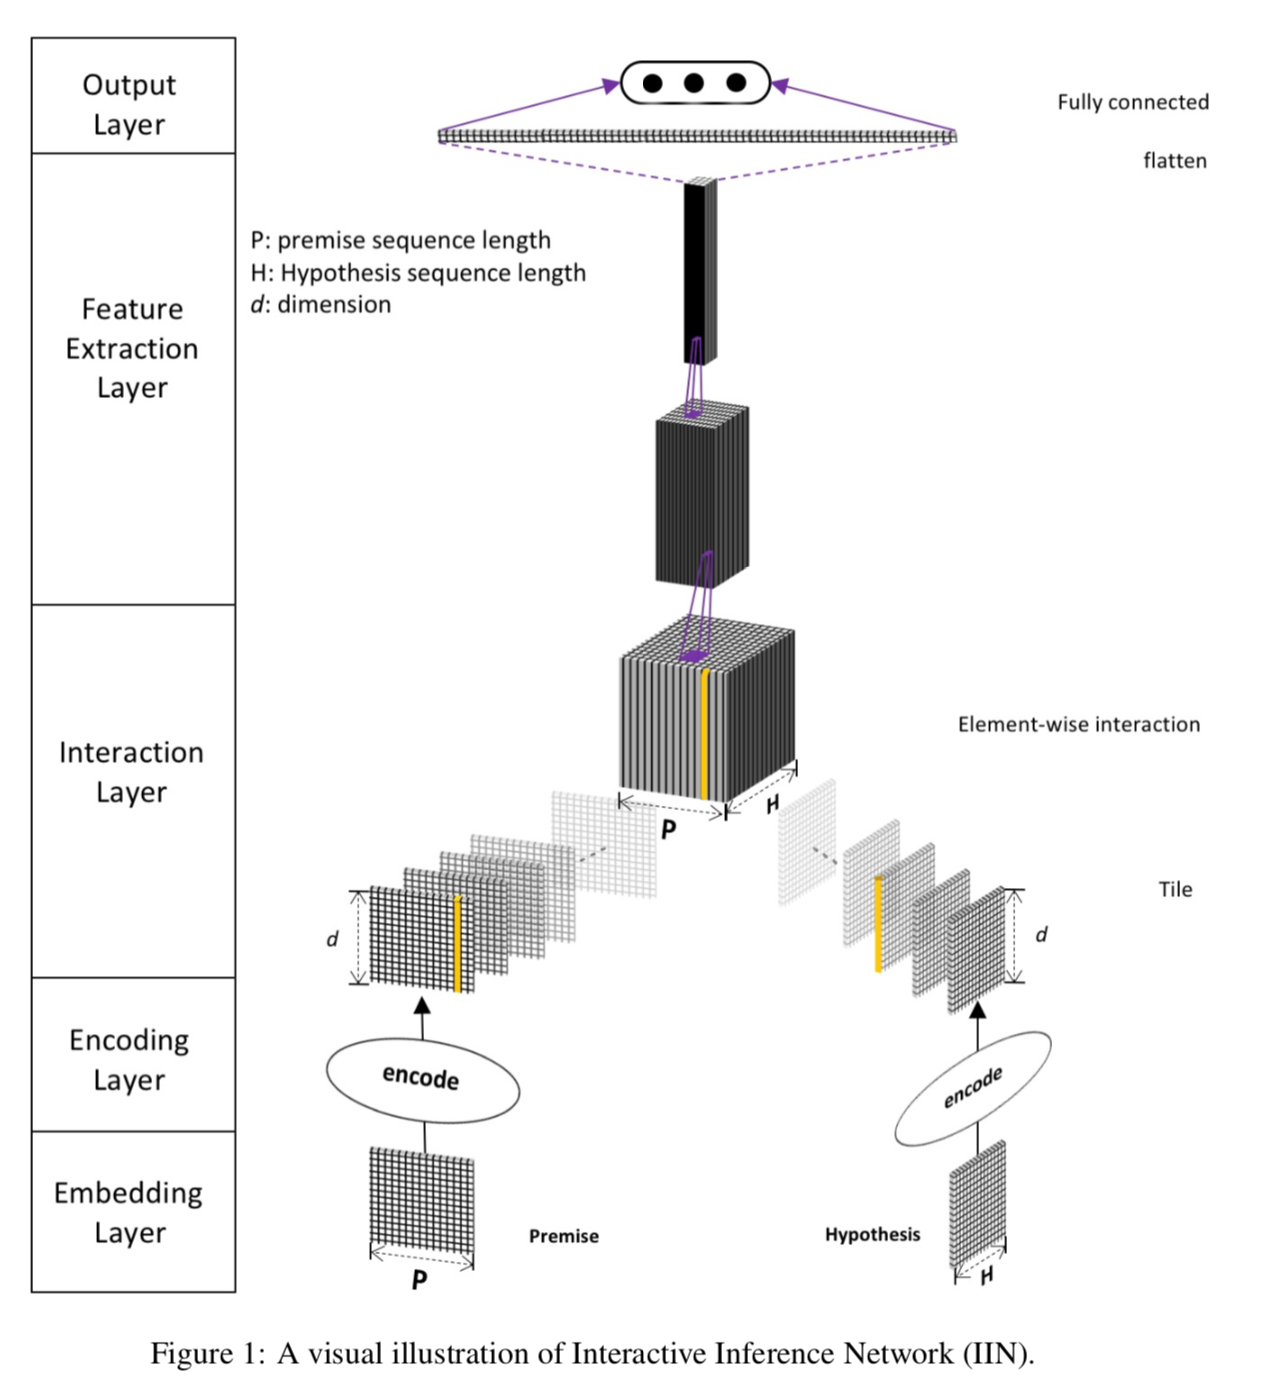 Output
Layer
Fully connected
flatten
P: premise sequence length
H: Hypothesis sequence length
d: dimension
Feature
Extraction
Layer
Interaction
Layer
Element-wise interaction
P
H
Tile
d
d
Encoding
Layer
encode
encode
Embedding
Layer
Premise
Hypothesis
P
H
Figure 1: A visual illustration of Interactive Inference Network (IIN).